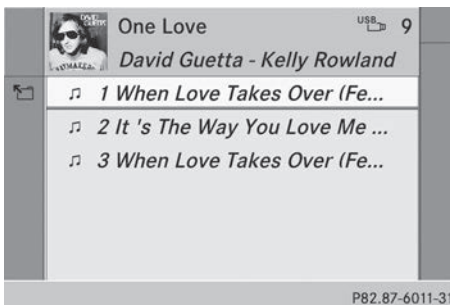 One Love USB 9
David Guetta - Kelly Rowland
1 When Love Takes Over (Fe...
2 It 's The Way You Love Me ...
3 When Love Takes Over (Fe...
P82.87-6011-31